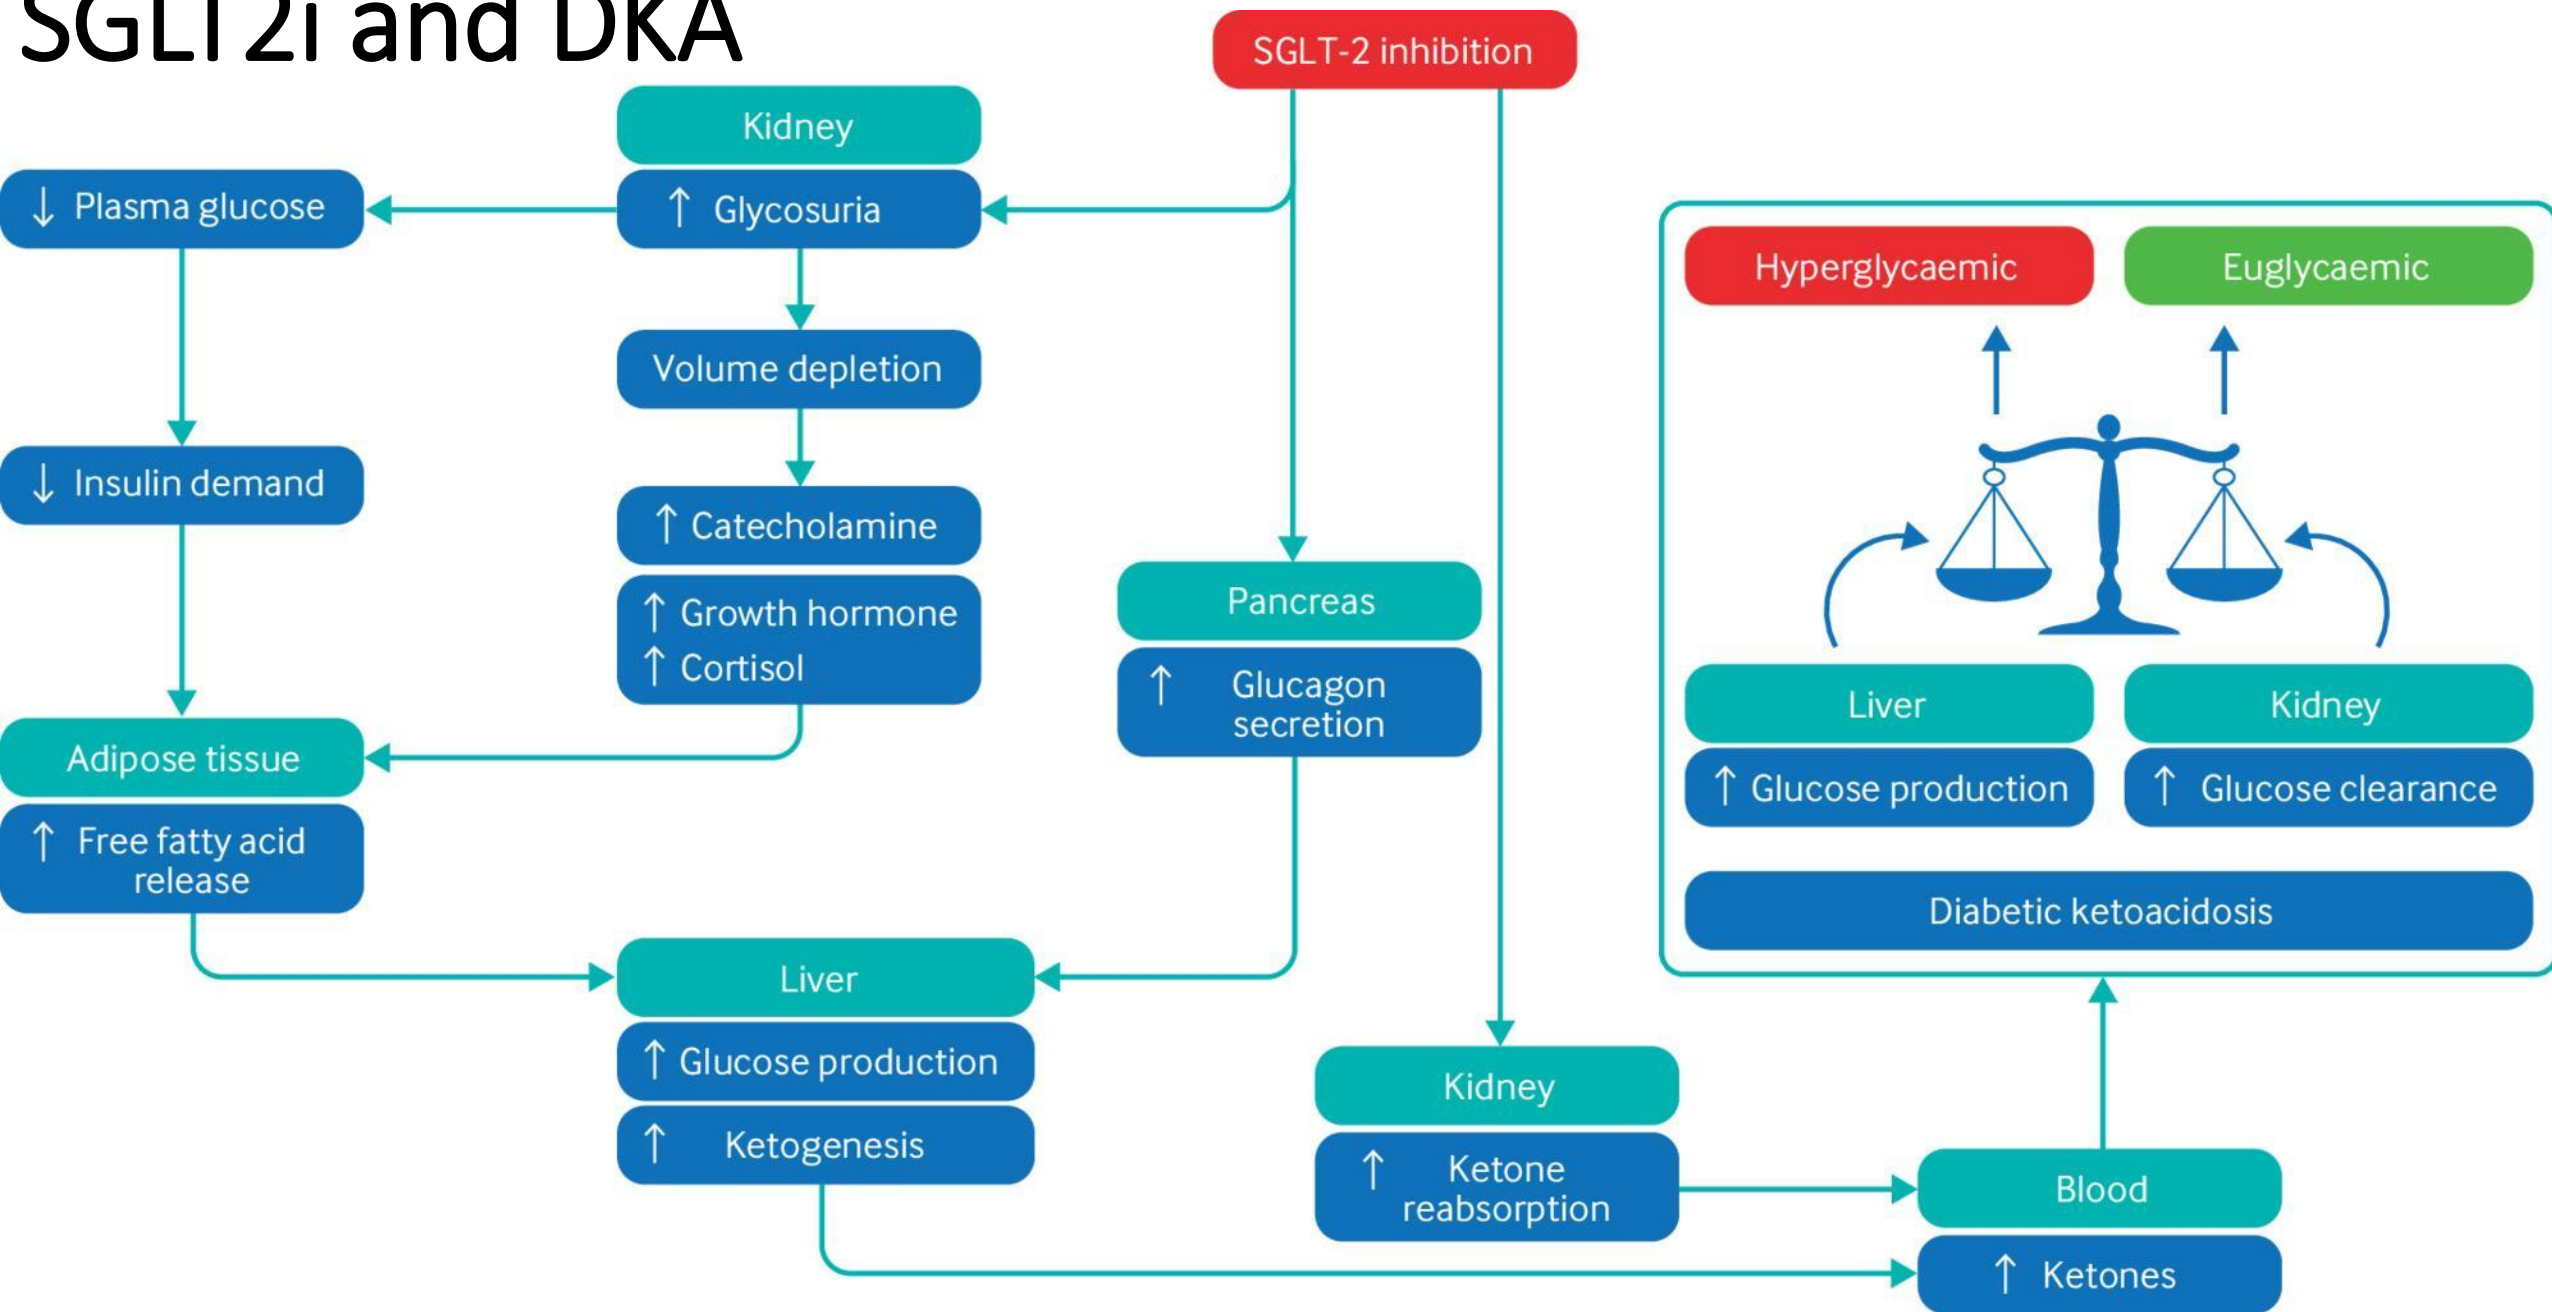 SGLT2i and DKA
SGLT-2 inhibition
Kidney
↑ Glycosuria
↓ Plasma glucose
Volume depletion
↓ Insulin demand
↑ Catecholamine
↑ Growth hormone
↑ Cortisol
Adipose tissue
↑ Free fatty acid
release
Pancreas
↑ Glucagon
secretion
Liver
↑ Glucose production
↑ Ketogenesis
Kidney
↑ Ketone
reabsorption
Blood
↑ Ketones
Hyperglycaemic
Euglycaemic
Liver
↑ Glucose production
Kidney
↑ Glucose clearance
Diabetic ketoacidosis